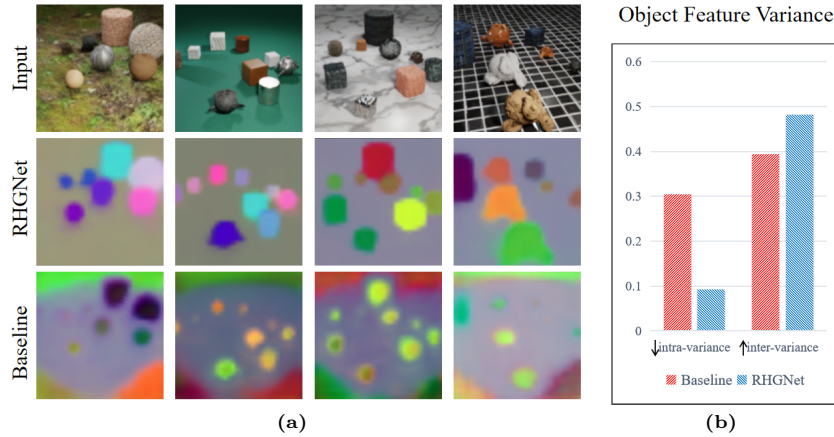 Input
RHGNet
Baseline
(a)
Object Feature Variance
0.6
0.5
0.4
0.3
0.2
0.1
0
↓intra-variance ↑inter-variance
Baseline RHGNet
(b)